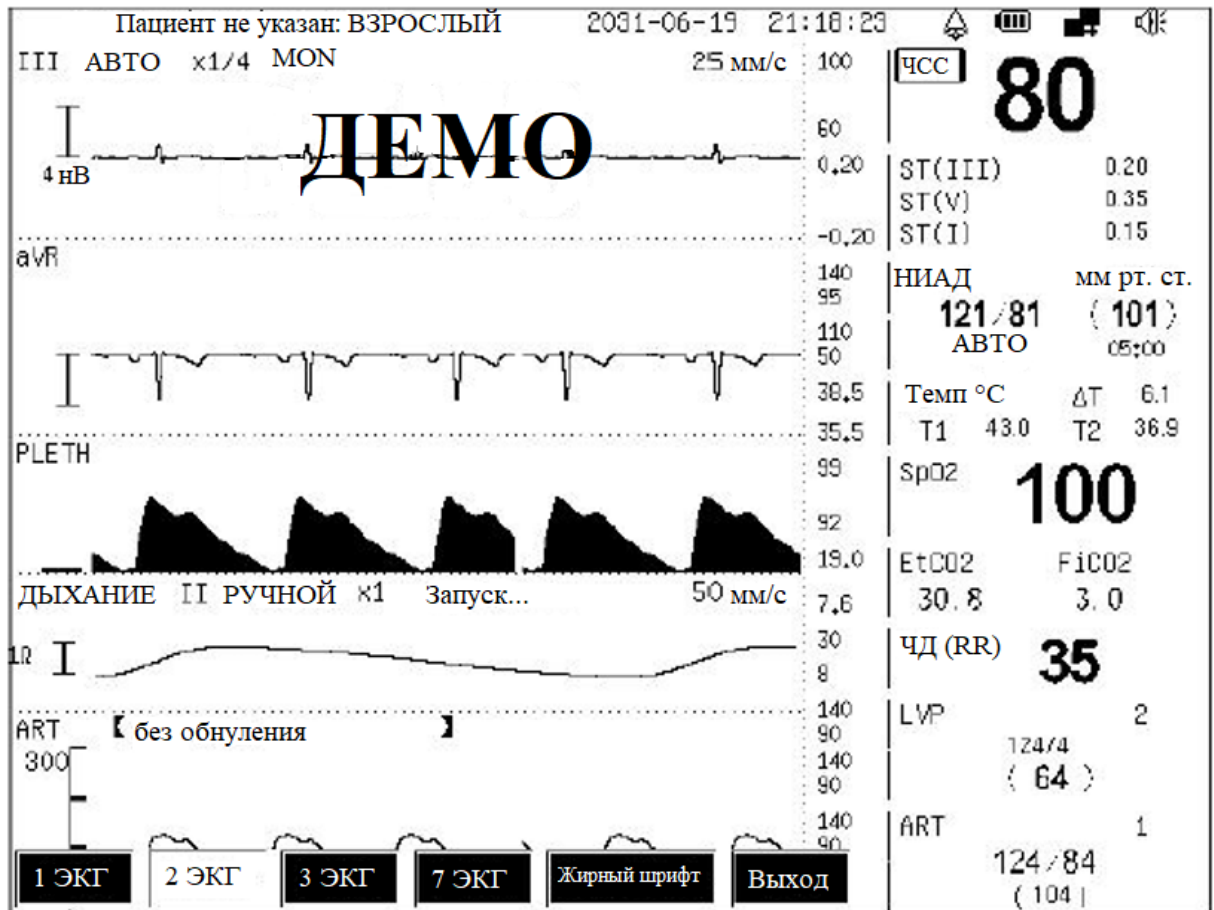 Пациент не указан: ВЗРОСЛЫЙ 2031-06-19 21:18:23
III АВТО x1/4 MON 25 мм/с
100
60
0.20
-0.20
4 нВ
ДЕМО
ЧСС 80
ST(III) 0.20
ST(V) 0.35
ST(I) 0.15
aVR
140
95
110
50
38.5
35.5
НИАД мм рт. ст.
121/81 (101)
АВТО 05:00
Темп °C ΔT 6.1
T1 43.0 T2 36.9
PLETH
99
92
19.0
7.6
SpO2 100
EtCO2 FiCO2
30.8 3.0
ДЫХАНИЕ II РУЧНОЙ x1 Запуск... 50 мм/с
1Ω
30
8
ЧД (RR) 35
ART 【 без обнуления 】
300
140
90
140
90
140
90
LVP 2
124/4
( 64 )
ART 1
124/84
( 104 |
1 ЭКГ 2 ЭКГ 3 ЭКГ 7 ЭКГ Жирный шрифт Выход